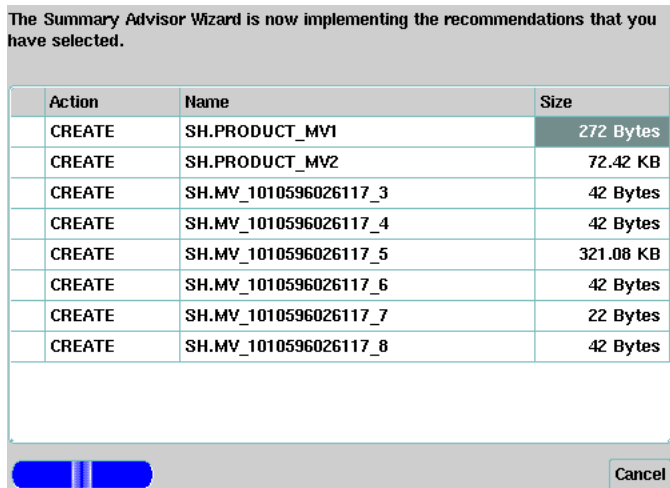 The Summary Advisor Wizard is now implementing the recommendations that you
have selected.
Action Name Size
CREATE SH.PRODUCT_MV1 272 Bytes
CREATE SH.PRODUCT_MV2 72.42 KB
CREATE SH.MV_1010596026117_3 42 Bytes
CREATE SH.MV_1010596026117_4 42 Bytes
CREATE SH.MV_1010596026117_5 321.08 KB
CREATE SH.MV_1010596026117_6 42 Bytes
CREATE SH.MV_1010596026117_7 22 Bytes
CREATE SH.MV_1010596026117_8 42 Bytes
Cancel